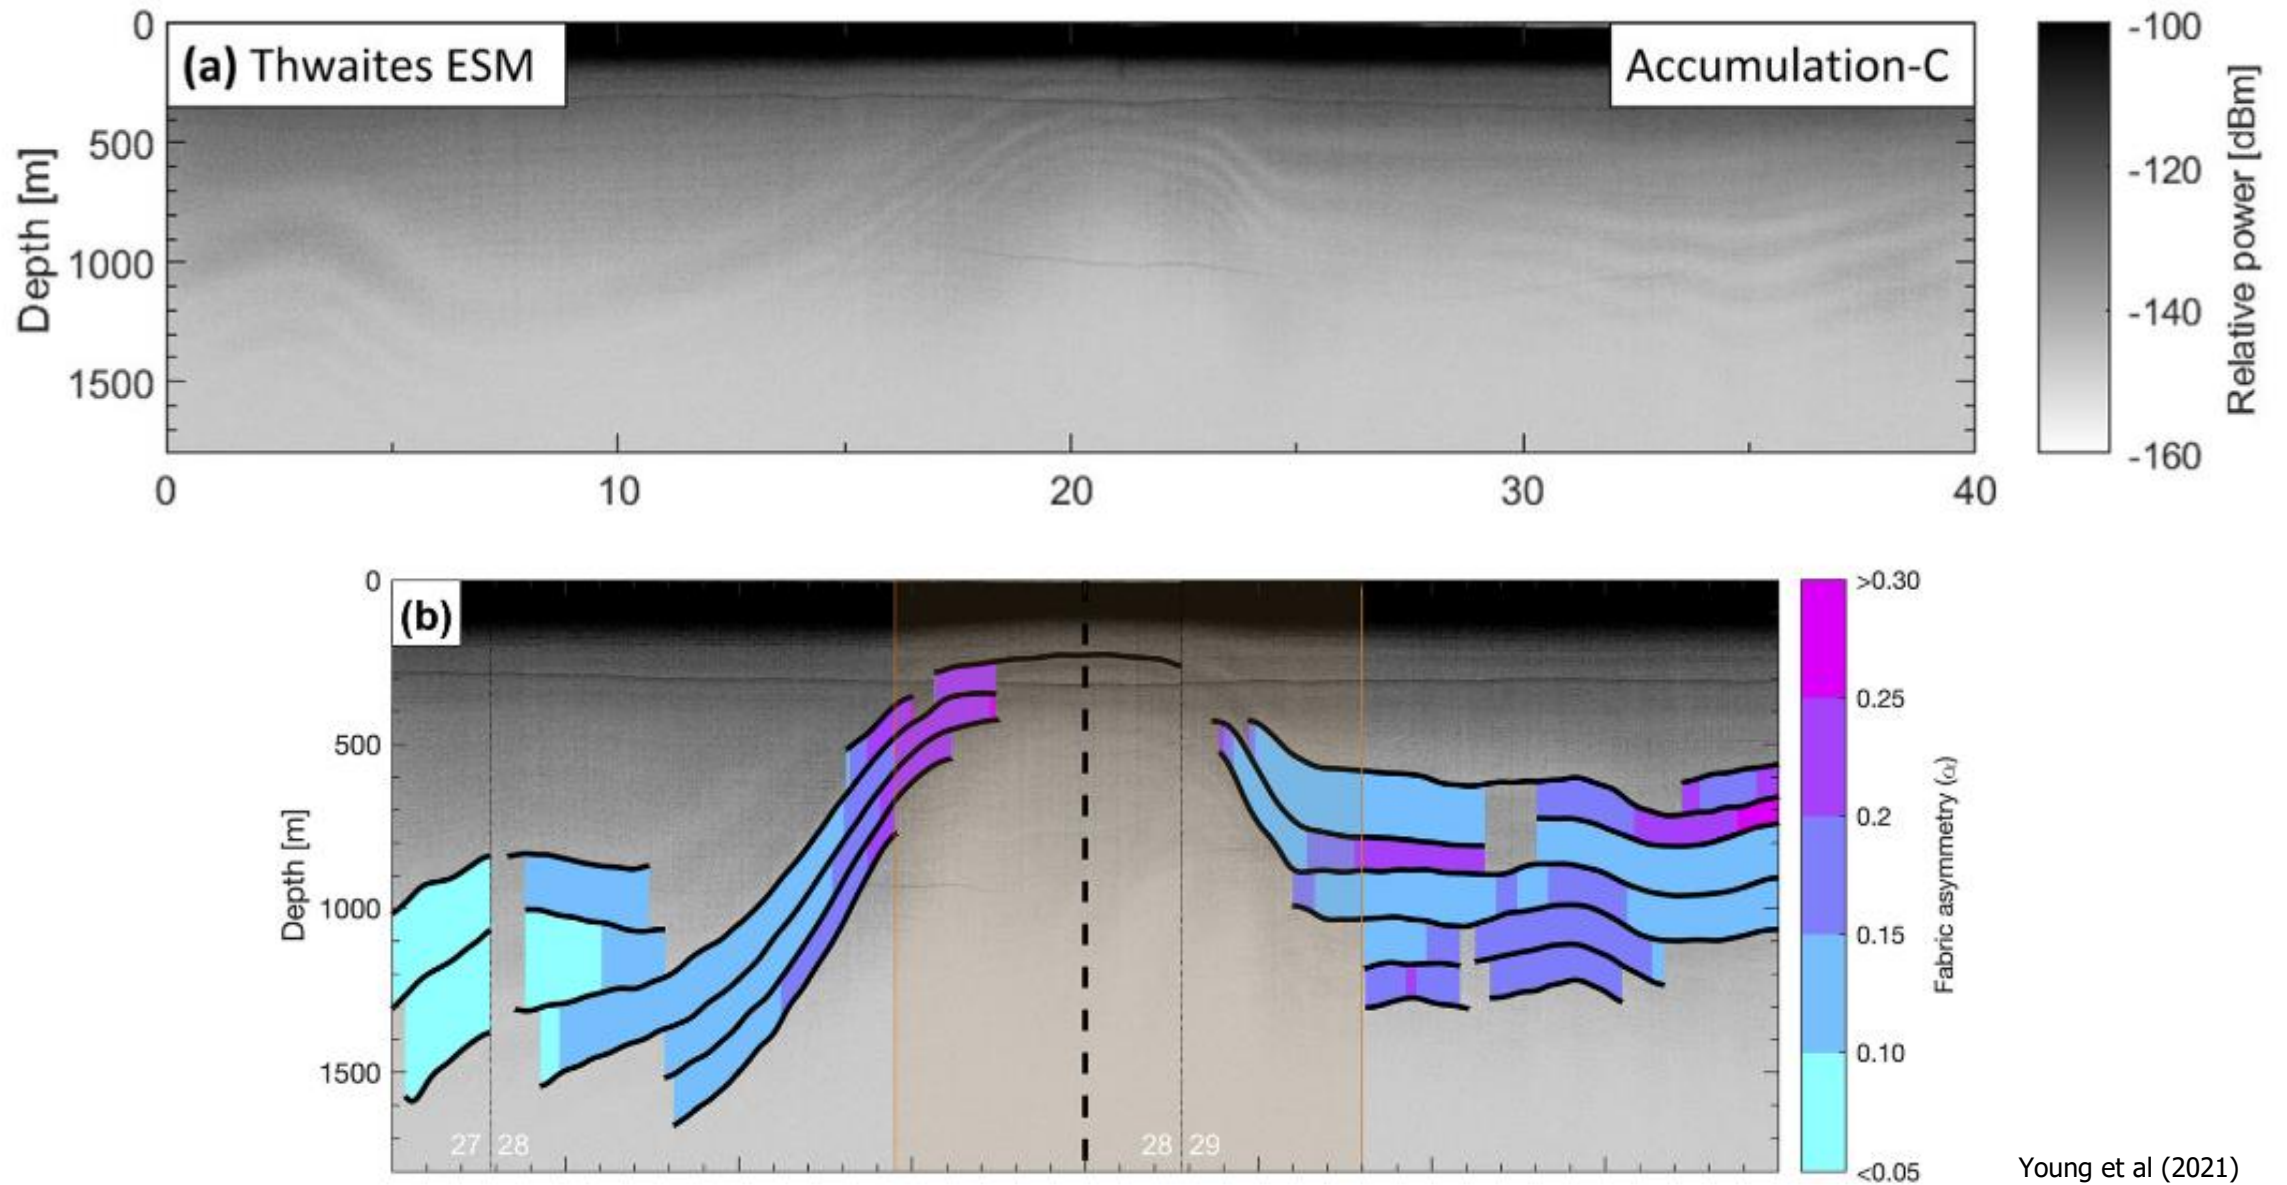 (a) Thwaites ESM
Accumulation-C
0
500
1000
1500
Depth [m]
0 10 20 30 40
-100
-120
-140
-160
Relative power [dBm]
(b)
0
500
1000
1500
Depth [m]
27 28
28 29
>0.30
0.25
0.2
0.15
0.10
<0.05
Fabric asymmetry (α)
Young et al (2021)